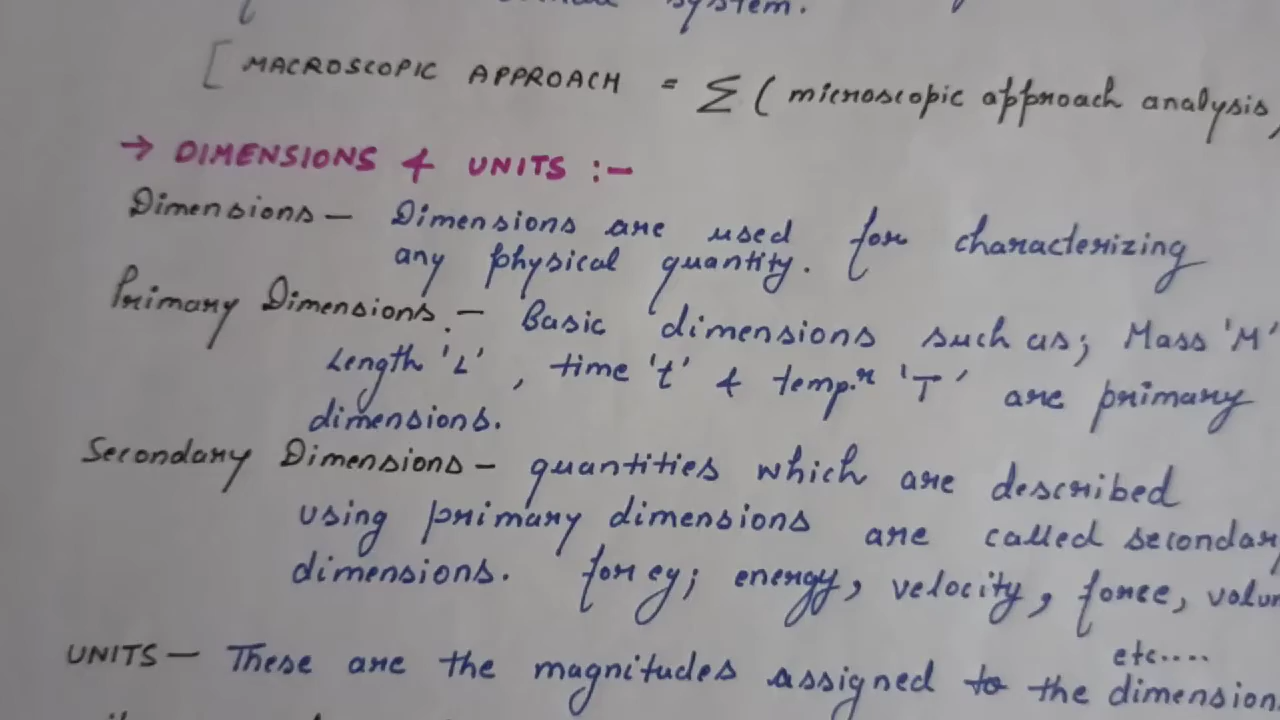 system.
[ MACROSCOPIC APPROACH = Σ ( microscopic approach analysis)
→ DIMENSIONS & UNITS :-
Dimensions — Dimensions are used for characterizing
any physical quantity.
Primary Dimensions. — Basic dimensions such as; Mass 'M'
Length 'L' , time 't' & temp.r 'T' are primary
dimensions.
Secondary Dimensions — quantities which are described
using primary dimensions are called secondar
dimensions. for eg; energy, velocity, force, volu
etc....
UNITS — These are the magnitudes assigned to the dimension